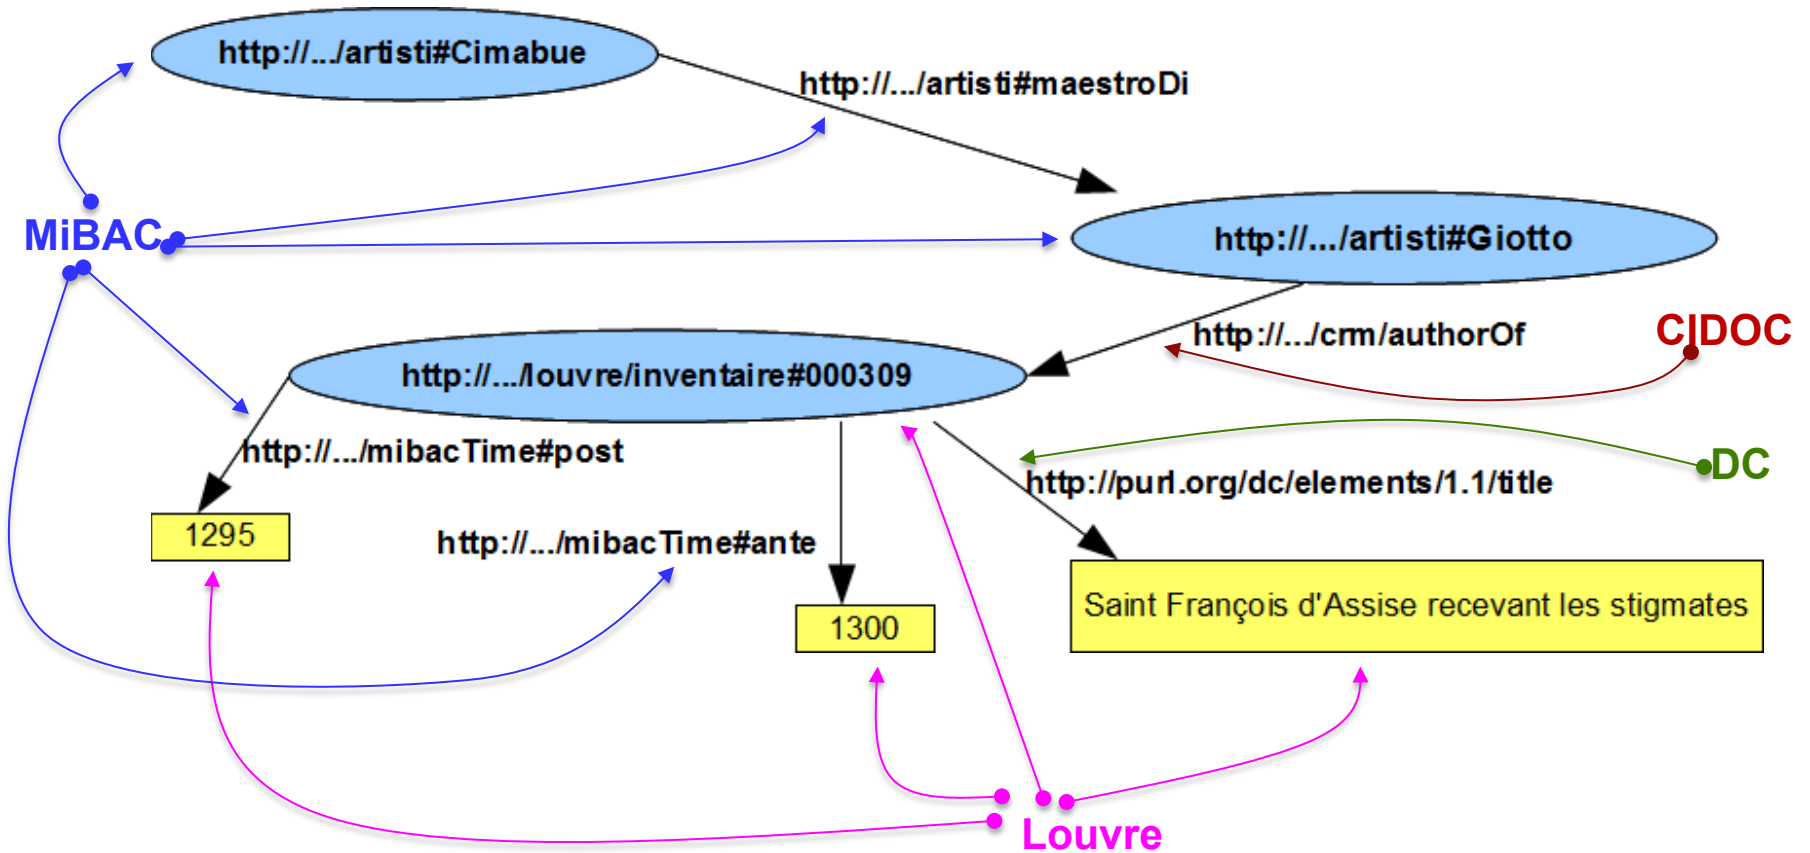 http://.../artisti#Cimabue
http://.../artisti#maestroDi
MiBAC
http://.../artisti#Giotto
http://.../crm/authorOf
CIDOC
http://.../louvre/inventaire#000309
http://.../mibacTime#post
DC
http://purl.org/dc/elements/1.1/title
1295
http://.../mibacTime#ante
1300
Saint François d'Assise recevant les stigmates
Louvre